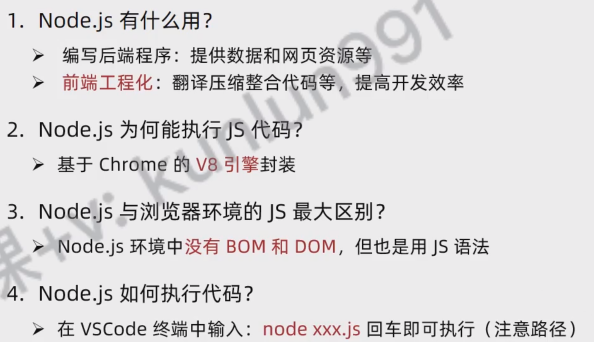 1. Node.js 有什么用？
➢ 编写后端程序：提供数据和网页资源等
➢ 前端工程化：翻译压缩整合代码等，提高开发效率
2. Node.js 为何能执行 JS 代码？
➢ 基于 Chrome 的 V8 引擎封装
3. Node.js 与浏览器环境的 JS 最大区别？
➢ Node.js 环境中没有 BOM 和 DOM，但也是用 JS 语法
4. Node.js 如何执行代码？
➢ 在 VSCode 终端中输入：node xxx.js 回车即可执行（注意路径）
课+v: kunlun991